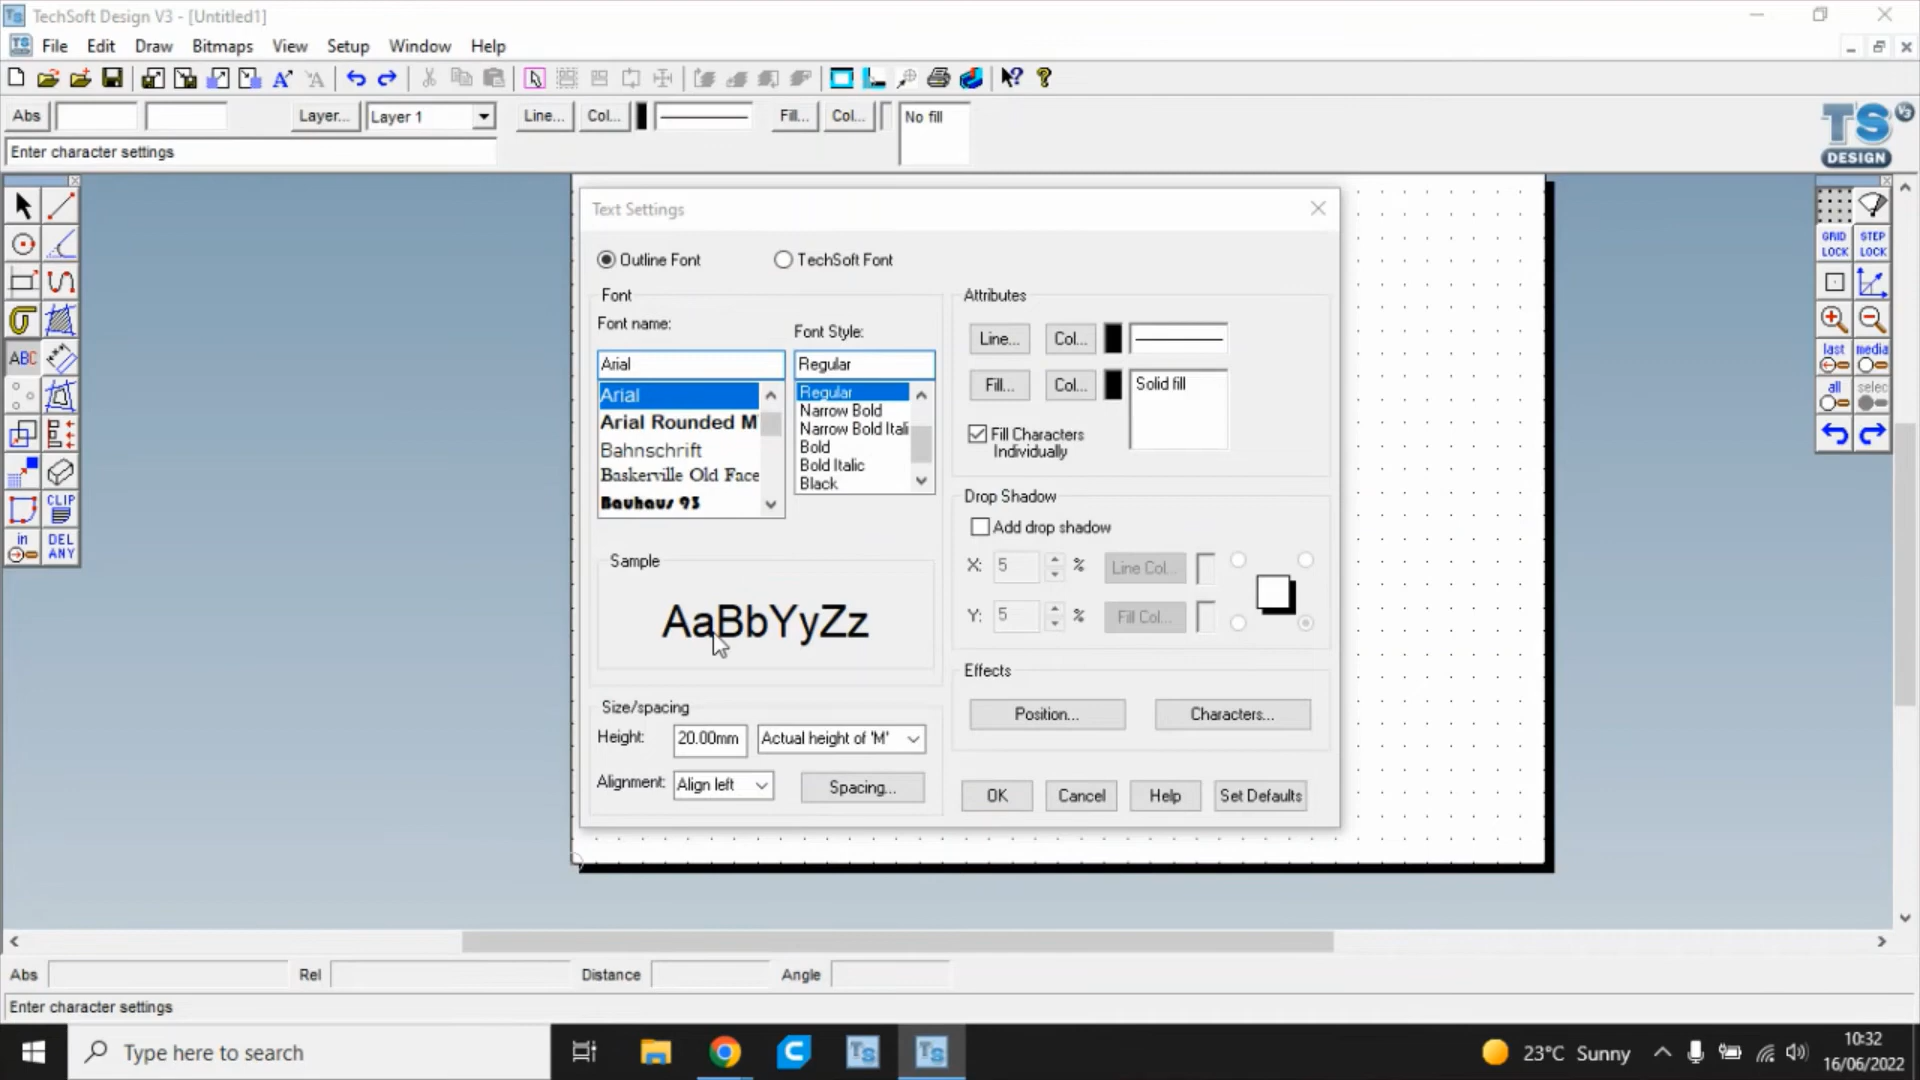 TS TechSoft Design V3 - [Untitled1]
File Edit Draw Bitmaps View Setup Window Help
Abs Layer... Layer 1 Line... Col... Fill... Col... No fill
Enter character settings
TS DESIGN
V3
Text Settings
Outline Font TechSoft Font
Font
Font name:
Font Style:
Arial
Regular
Arial
Arial Rounded M
Bahnschrift
Baskerville Old Face
Bauhaus 93
Regular
Narrow Bold
Narrow Bold Itali
Bold
Bold Italic
Black
Sample
AaBbYyZz
Size/spacing
Height: 20.00mm Actual height of 'M'
Alignment: Align left Spacing...
Attributes
Line... Col...
Fill... Col... Solid fill
Fill Characters
Individually
Drop Shadow
Add drop shadow
X: 5 % Line Col...
Y: 5 % Fill Col...
Effects
Position... Characters...
OK Cancel Help Set Defaults
ABC
CLIP
in DEL
ANY
GRID STEP
LOCK LOCK
last media
all selec
Abs Rel Distance Angle
Enter character settings
Type here to search
TS TS
23°C Sunny
10:32
16/06/2022